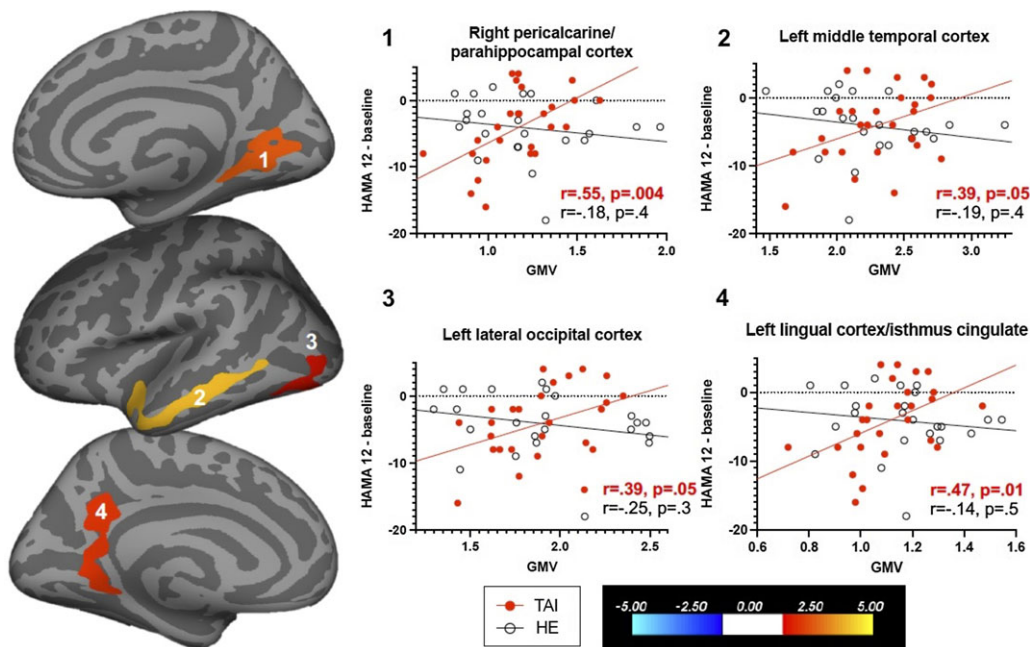 1
2
3
4
1
Right pericalcarine/
parahippocampal cortex
HAMA 12 - baseline
0
-10
-20
1.0
1.5
2.0
GMV
r=.55, p=.004
r=-.18, p=.4
2
Left middle temporal cortex
HAMA 12 - baseline
0
-10
-20
1.5
2.0
2.5
3.0
GMV
r=.39, p=.05
r=-.19, p=.4
3
Left lateral occipital cortex
HAMA 12 - baseline
0
-10
-20
1.5
2.0
2.5
GMV
r=.39, p=.05
r=-.25, p=.3
4
Left lingual cortex/isthmus cingulate
HAMA 12 - baseline
0
-10
-20
0.6
0.8
1.0
1.2
1.4
1.6
GMV
r=.47, p=.01
r=-.14, p=.5
TAI
HE
-5.00 -2.50 0.00 2.50 5.00